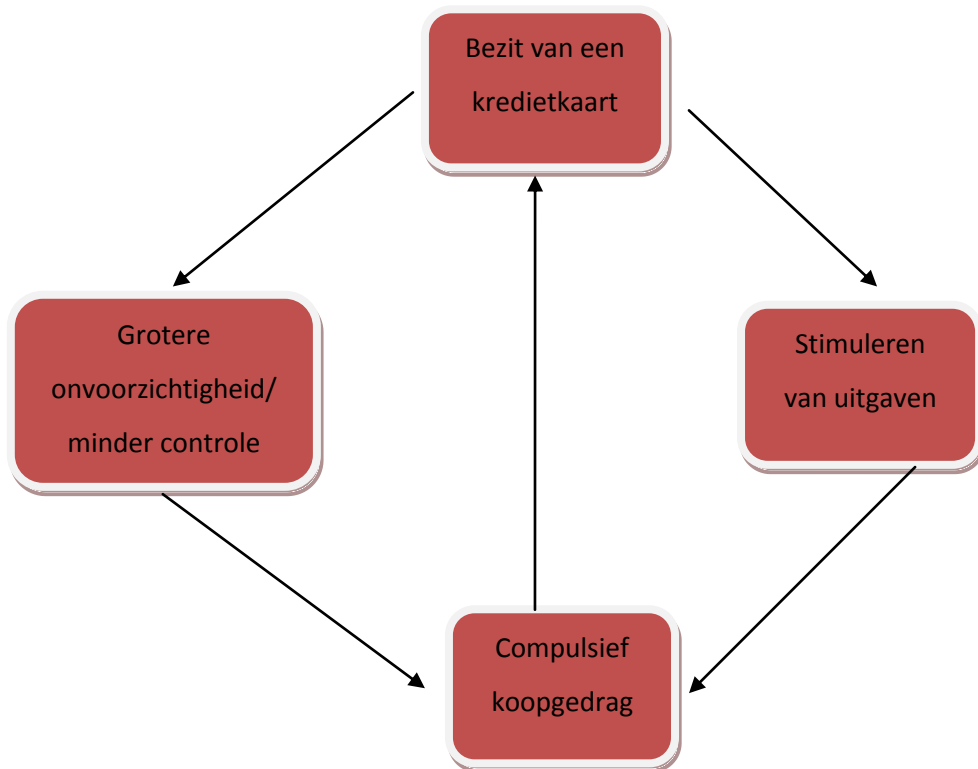 Bezit van een
kredietkaart
Grotere
onvoorzichtigheid/
minder controle
Stimuleren
van uitgaven
Compulsief
koopgedrag